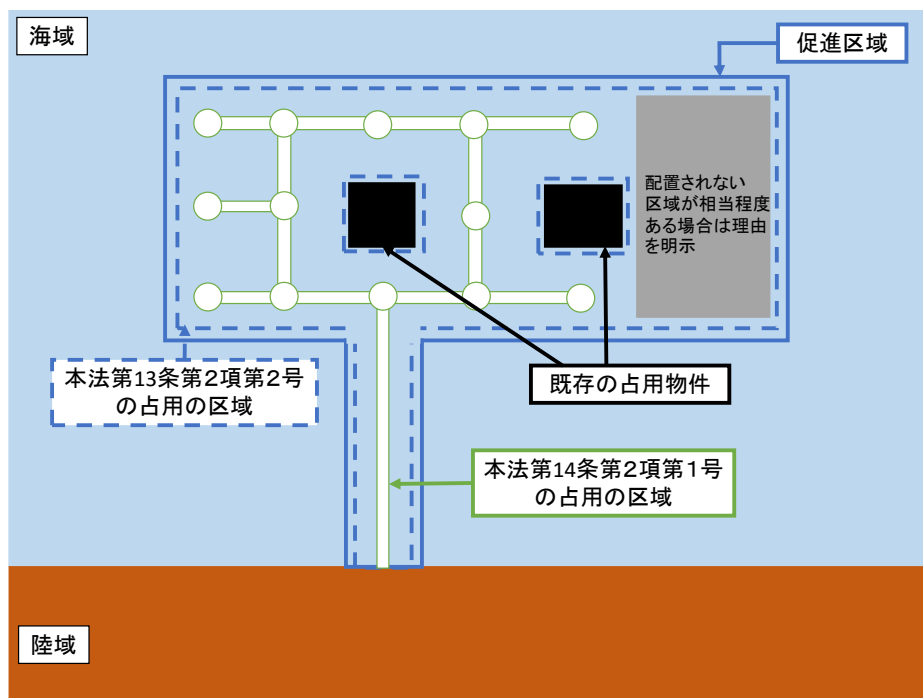 海域
促進区域
配置されない
区域が相当程度
ある場合は理由
を明示
本法第13条第２項第２号
の占用の区域
既存の占用物件
本法第14条第２項第１号
の占用の区域
陸域